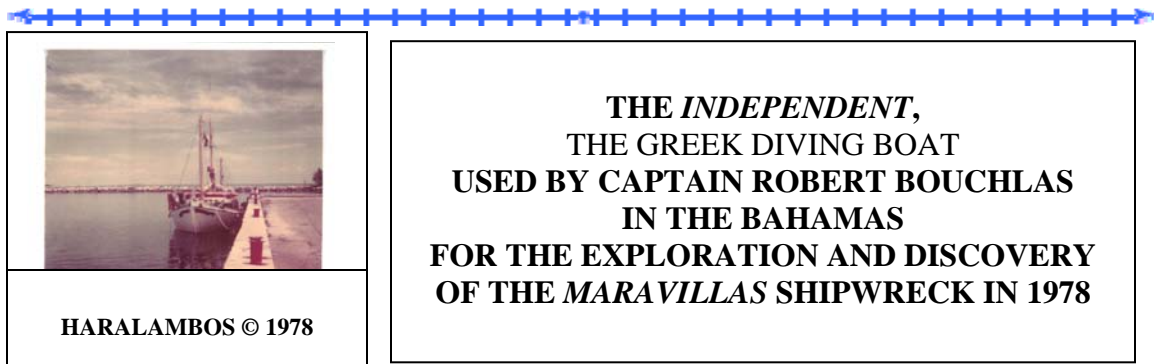 HARALAMBOS © 1978
THE INDEPENDENT,
THE GREEK DIVING BOAT
USED BY CAPTAIN ROBERT BOUCHLAS
IN THE BAHAMAS
FOR THE EXPLORATION AND DISCOVERY
OF THE MARAVILLAS SHIPWRECK IN 1978